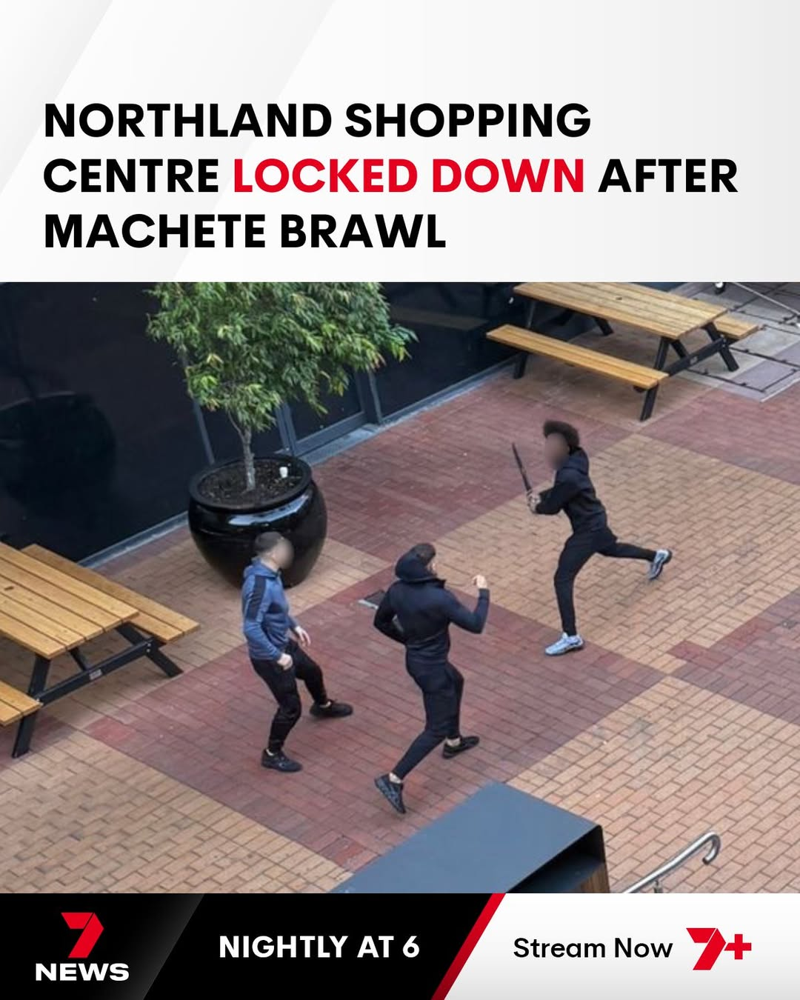 NORTHLAND SHOPPING
CENTRE LOCKED DOWN AFTER
MACHETE BRAWL
7
NEWS
NIGHTLY AT 6
Stream Now 7+